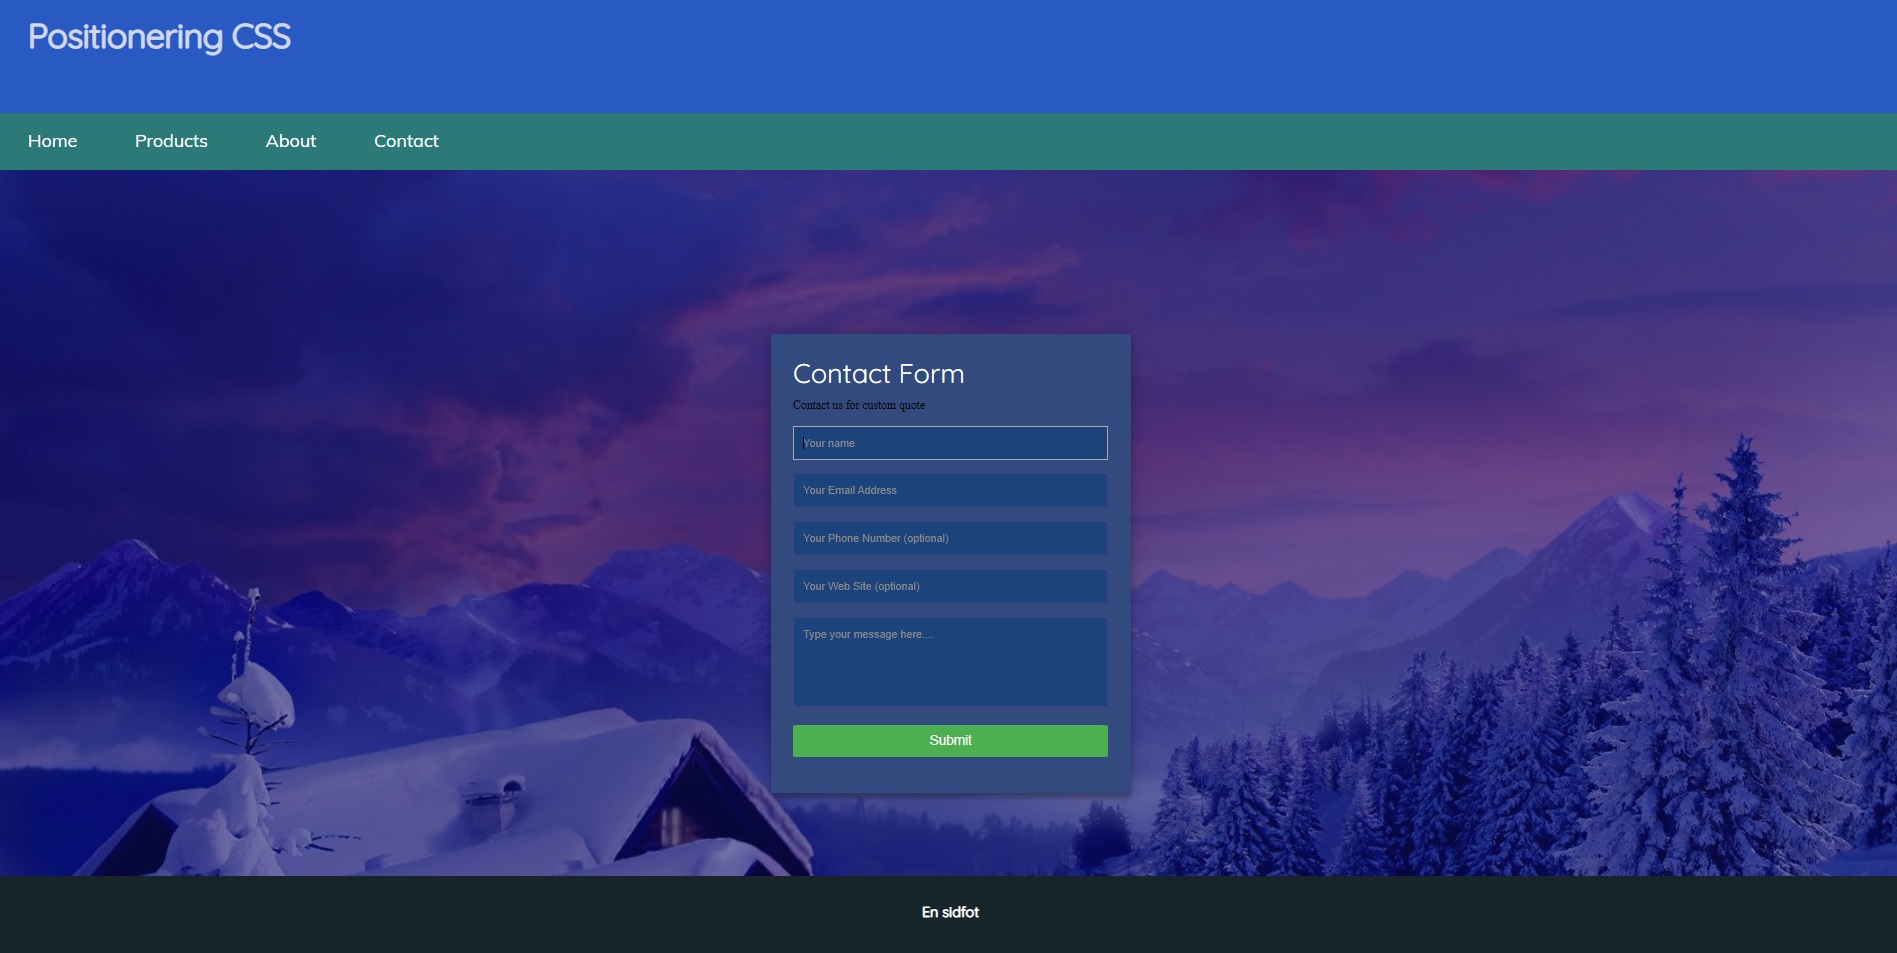 Positionering CSS
Home Products About Contact
Contact Form
Contact us for custom quote
Your name
Your Email Address
Your Phone Number (optional)
Your Web Site (optional)
Type your message here....
Submit
En sidfot